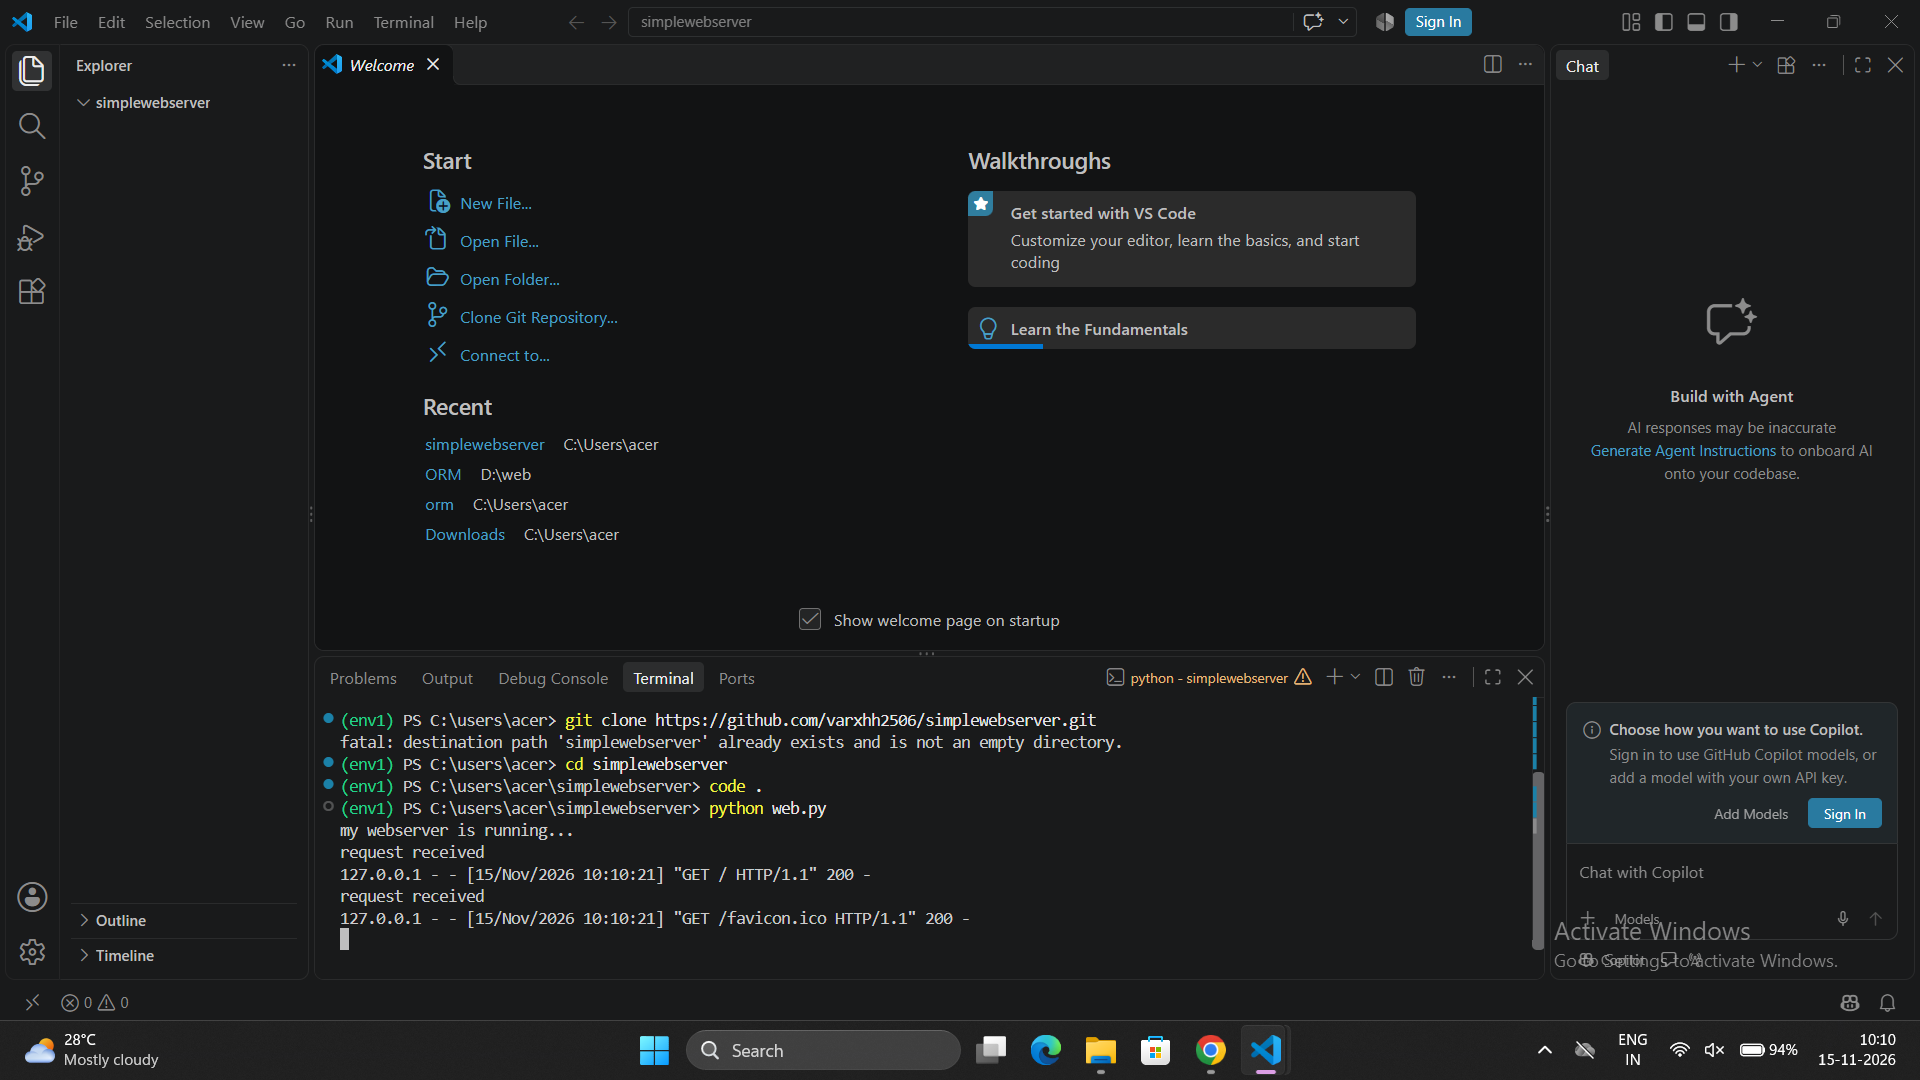 File Edit Selection View Go Run Terminal Help
simplewebserver
Sign In
Explorer
simplewebserver
Outline
Timeline
Welcome
Start
New File...
Open File...
Open Folder...
Clone Git Repository...
Connect to...
Recent
simplewebserver C:\Users\acer
ORM D:\web
orm C:\Users\acer
Downloads C:\Users\acer
Walkthroughs
Get started with VS Code
Customize your editor, learn the basics, and start
coding
Learn the Fundamentals
Show welcome page on startup
Problems Output Debug Console Terminal Ports
python - simplewebserver
(env1) PS C:\users\acer> git clone https://github.com/varxhh2506/simplewebserver.git
fatal: destination path 'simplewebserver' already exists and is not an empty directory.
(env1) PS C:\users\acer> cd simplewebserver
(env1) PS C:\users\acer\simplewebserver> code .
(env1) PS C:\users\acer\simplewebserver> python web.py
my webserver is running...
request received
127.0.0.1 - - [15/Nov/2026 10:10:21] "GET / HTTP/1.1" 200 -
request received
127.0.0.1 - - [15/Nov/2026 10:10:21] "GET /favicon.ico HTTP/1.1" 200 -
Chat
Build with Agent
AI responses may be inaccurate
Generate Agent Instructions to onboard AI
onto your codebase.
Choose how you want to use Copilot.
Sign in to use GitHub Copilot models, or
add a model with your own API key.
Add Models Sign In
Chat with Copilot
Models
Activate Windows
Go to Settings to activate Windows.
0 0
28°C
Mostly cloudy
Search
ENG
IN
94%
10:10
15-11-2026